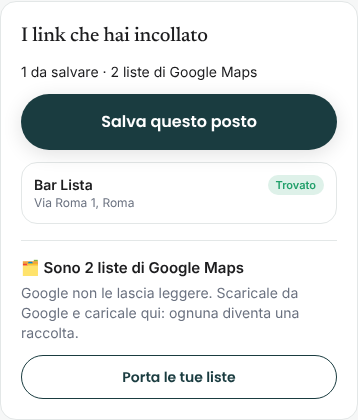 I link che hai incollato
1 da salvare · 2 liste di Google Maps
Salva questo posto
Bar Lista
Trovato
Via Roma 1, Roma
🗂️ Sono 2 liste di Google Maps
Google non le lascia leggere. Scaricale da
Google e caricale qui: ognuna diventa una
raccolta.
Porta le tue liste